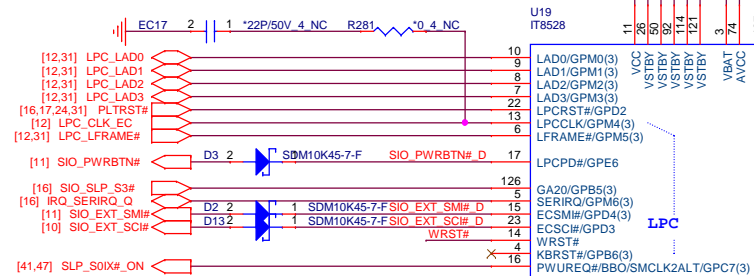 U19
IT8528
EC17 2 1 *22P/50V_4_NC R281 *0_4_NC
11 26 50 92 114 121 3 74
VCC VSTBY VSTBY VSTBY VSTBY VSTBY VBAT AVCC
[12,31] LPC_LAD0 10 LAD0/GPM0(3)
[12,31] LPC_LAD1 9 LAD1/GPM1(3)
[12,31] LPC_LAD2 8 LAD2/GPM2(3)
[12,31] LPC_LAD3 7 LAD3/GPM3(3)
[16,17,24,31] PLTRST# 22 LPCRST#/GPD2
[12] LPC_CLK_EC 13 LPCCLK/GPM4(3)
[12,31] LPC_LFRAME# 6 LFRAME#/GPM5(3)
[11] SIO_PWRBTN# D3 2 1 SDM10K45-7-F SIO_PWRBTN#_D 17 LPCPD#/GPE6
[16] SIO_SLP_S3# 126 GA20/GPB5(3)
[16] IRQ_SERIRQ_Q 5 SERIRQ/GPM6(3)
[11] SIO_EXT_SMI# D2 2 1 SDM10K45-7-F SIO_EXT_SMI#_D 15 ECSMI#/GPD4(3)
[10] SIO_EXT_SCI# D13 2 1 SDM10K45-7-F SIO_EXT_SCI#_D 23 ECSCI#/GPD3
LPC
WRST# 14 WRST#
4 KBRST#/GPB6(3)
[41,47] SLP_S0IX#_ON 16 PWUREQ#/BBO/SMCLK2ALT/GPC7(3)